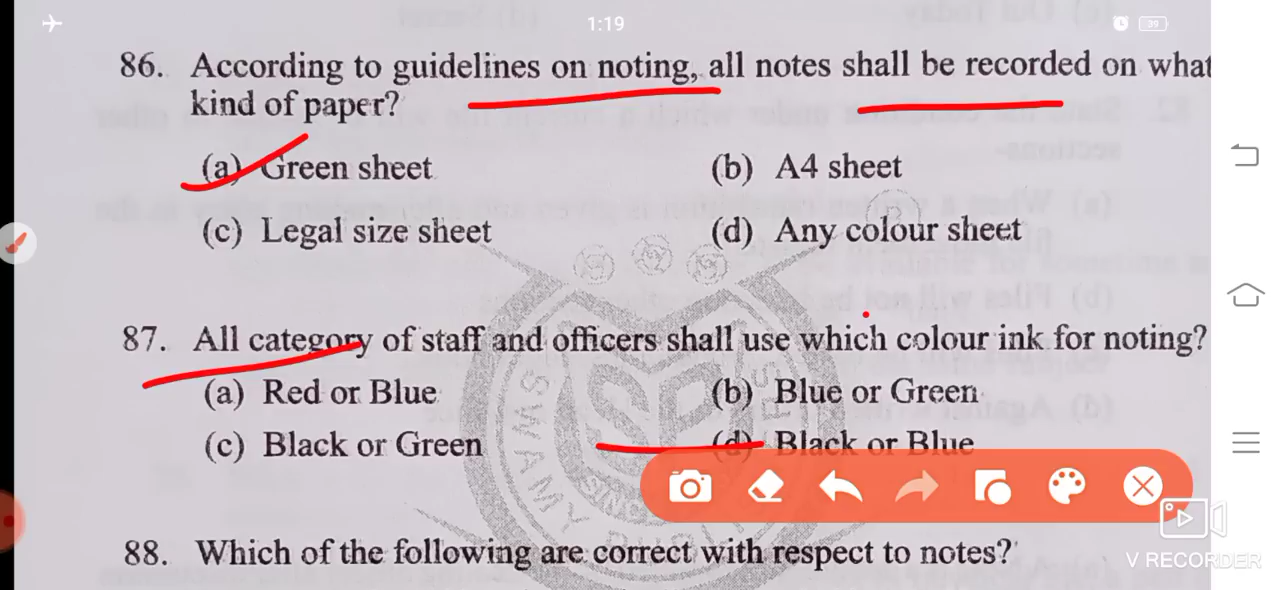 1:19
39
86. According to guidelines on noting, all notes shall be recorded on what
kind of paper?
(a) Green sheet
(b) A4 sheet
(c) Legal size sheet
(d) Any colour sheet
87. All category of staff and officers shall use which colour ink for noting?
(a) Red or Blue
(b) Blue or Green
(c) Black or Green
(d) Black or Blue
88. Which of the following are correct with respect to notes?
V RECORDER